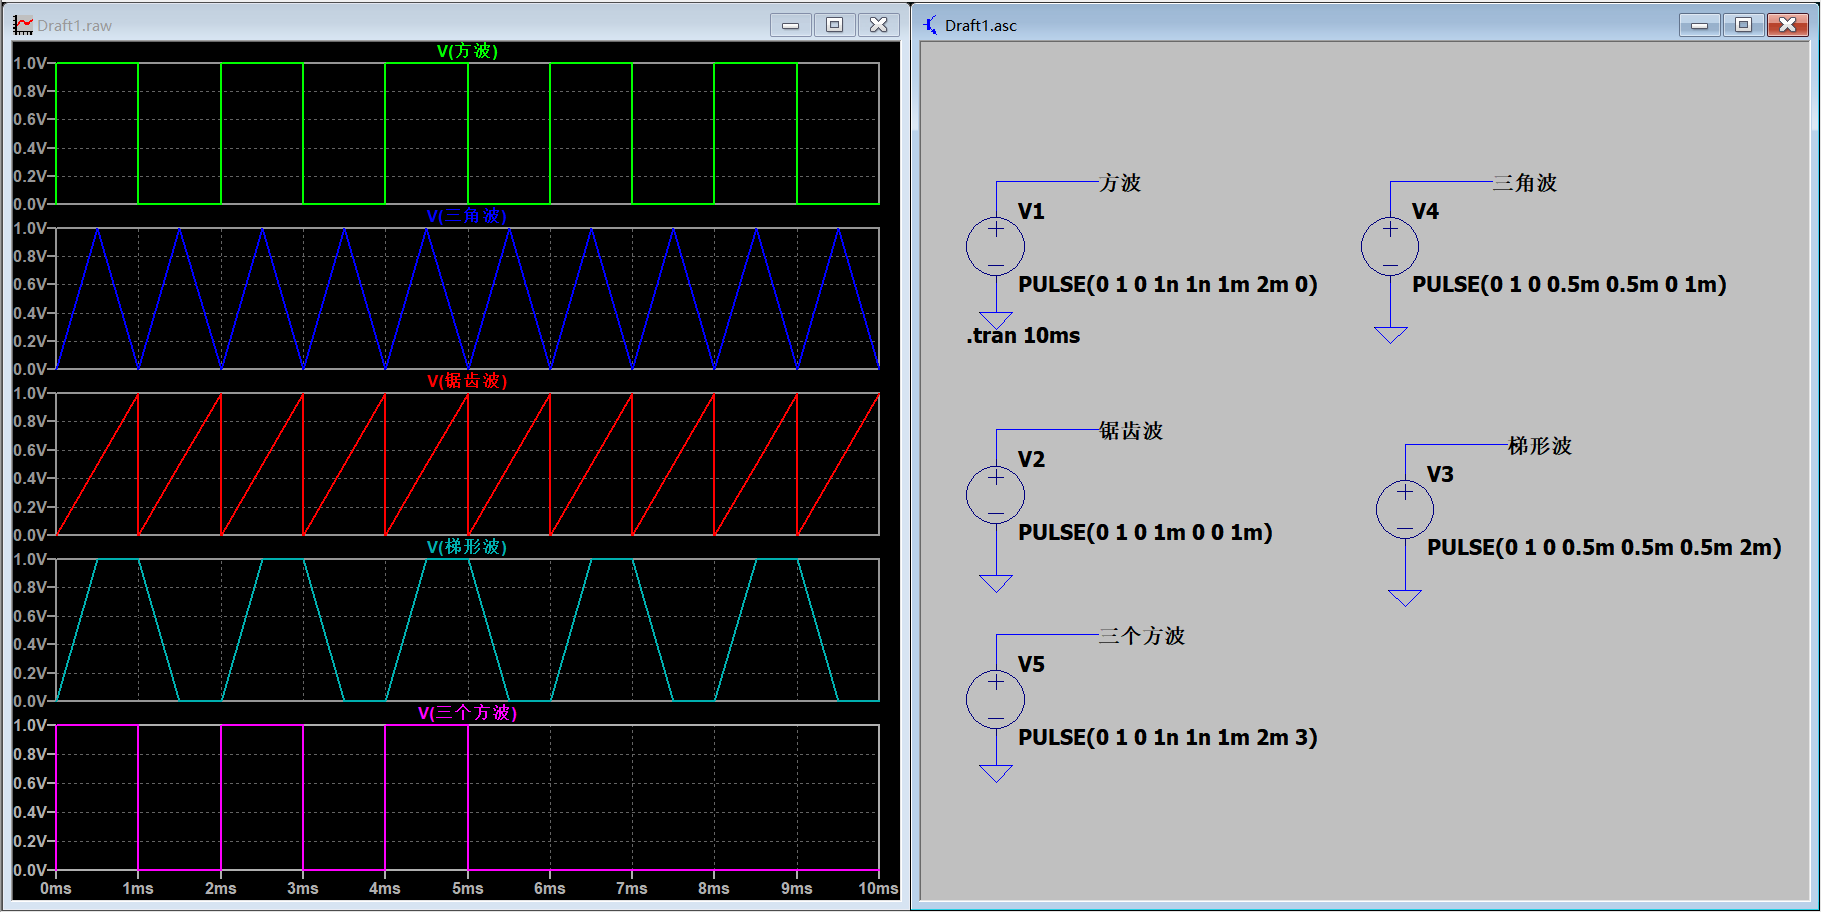 Draft1.raw
V(方波)
1.0V
0.8V
0.6V
0.4V
0.2V
0.0V
V(三角波)
1.0V
0.8V
0.6V
0.4V
0.2V
0.0V
V(锯齿波)
1.0V
0.8V
0.6V
0.4V
0.2V
0.0V
V(梯形波)
1.0V
0.8V
0.6V
0.4V
0.2V
0.0V
V(三个方波)
1.0V
0.8V
0.6V
0.4V
0.2V
0.0V
0ms 1ms 2ms 3ms 4ms 5ms 6ms 7ms 8ms 9ms 10ms
Draft1.asc
方波
V1
PULSE(0 1 0 1n 1n 1m 2m 0)
.tran 10ms
三角波
V4
PULSE(0 1 0 0.5m 0.5m 0 1m)
锯齿波
V2
PULSE(0 1 0 1m 0 0 1m)
梯形波
V3
PULSE(0 1 0 0.5m 0.5m 0.5m 2m)
三个方波
V5
PULSE(0 1 0 1n 1n 1m 2m 3)